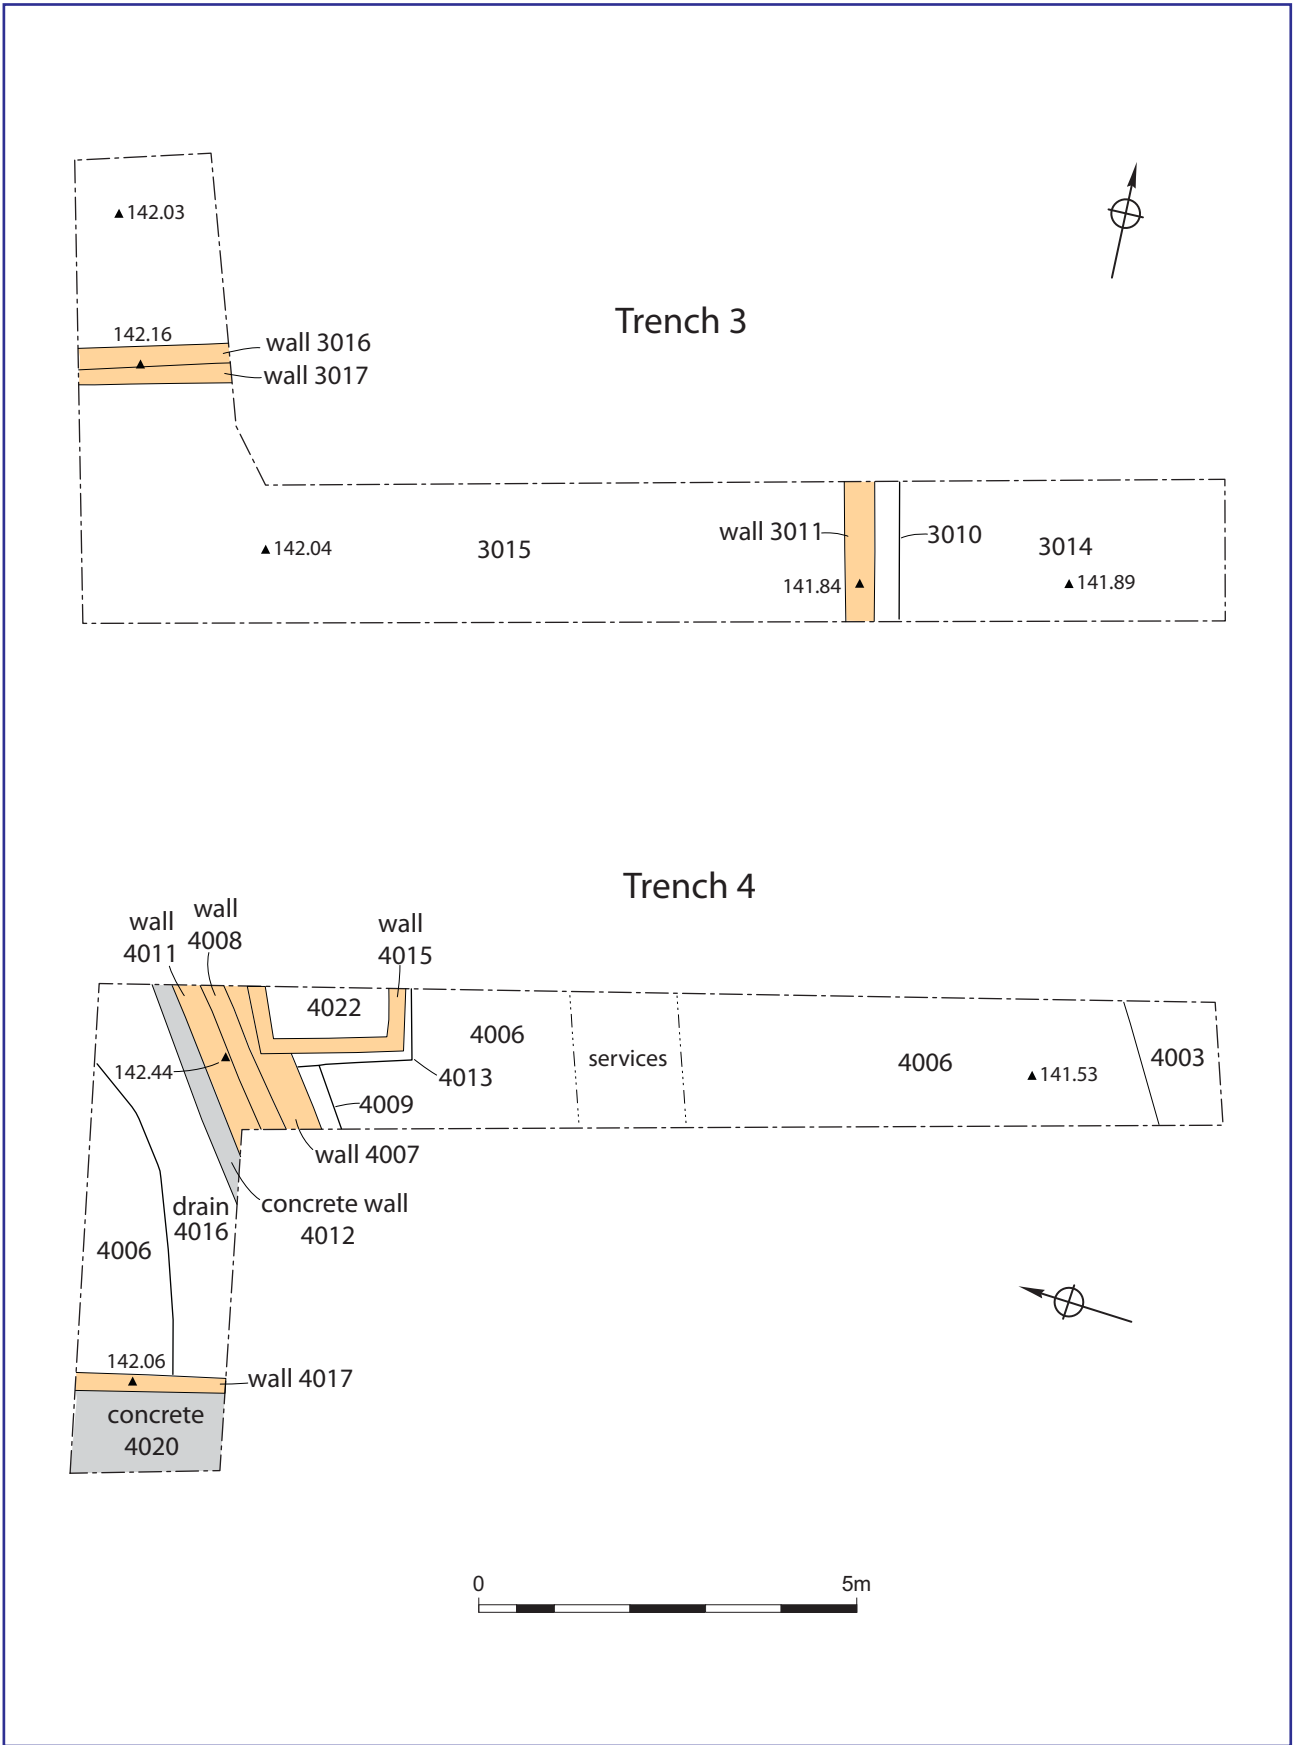 142.03
Trench 3
142.16
wall 3016
wall 3017
wall 3011
3010
3014
142.04
3015
141.84
141.89
Trench 4
wall
4011
wall
4008
wall
4015
4022
4006
services
4006
4003
142.44
141.53
4013
4009
wall 4007
drain
4016
concrete wall
4012
4006
142.06
wall 4017
concrete
4020
0
5m